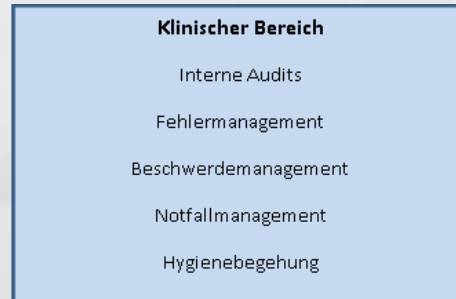 Klinischer Bereich
Interne Audits
Fehlermanagement
Beschwerdemanagement
Notfallmanagement
Hygienebegehung